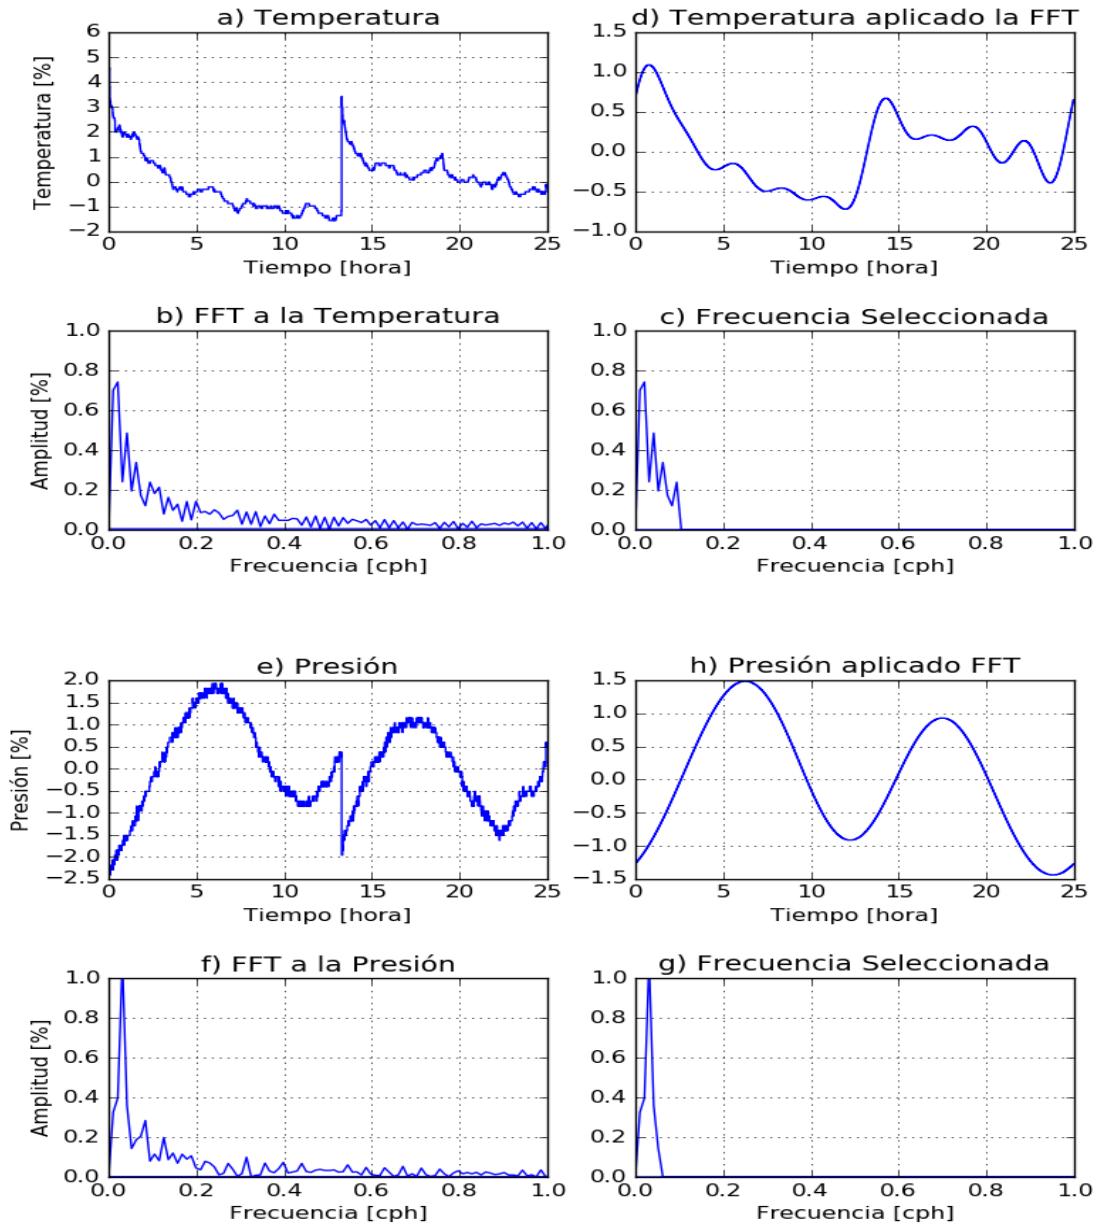 a) Temperatura
Temperatura [%]
6
5
4
3
2
1
0
−1
−2
0 5 10 15 20 25
Tiempo [hora]
d) Temperatura aplicado la FFT
1.5
1.0
0.5
0.0
−0.5
−1.0
0 5 10 15 20 25
Tiempo [hora]
b) FFT a la Temperatura
Amplitud [%]
1.0
0.8
0.6
0.4
0.2
0.0
0.0 0.2 0.4 0.6 0.8 1.0
Frecuencia [cph]
c) Frecuencia Seleccionada
1.0
0.8
0.6
0.4
0.2
0.0
0.0 0.2 0.4 0.6 0.8 1.0
Frecuencia [cph]
e) Presión
Presión [%]
2.0
1.5
1.0
0.5
0.0
−0.5
−1.0
−1.5
−2.0
−2.5
0 5 10 15 20 25
Tiempo [hora]
h) Presión aplicado FFT
1.5
1.0
0.5
0.0
−0.5
−1.0
−1.5
0 5 10 15 20 25
Tiempo [hora]
f) FFT a la Presión
Amplitud [%]
1.0
0.8
0.6
0.4
0.2
0.0
0.0 0.2 0.4 0.6 0.8 1.0
Frecuencia [cph]
g) Frecuencia Seleccionada
1.0
0.8
0.6
0.4
0.2
0.0
0.0 0.2 0.4 0.6 0.8 1.0
Frecuencia [cph]